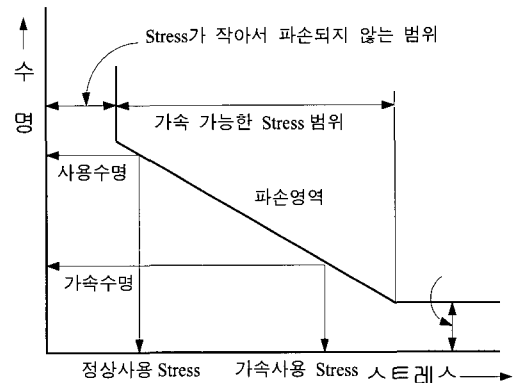 Stress가 작아서 파손되지 않는 범위
수
명
가속 가능한 Stress 범위
사용수명
파손영역
가속수명
정상사용 Stress
가속사용 Stress
스트레스